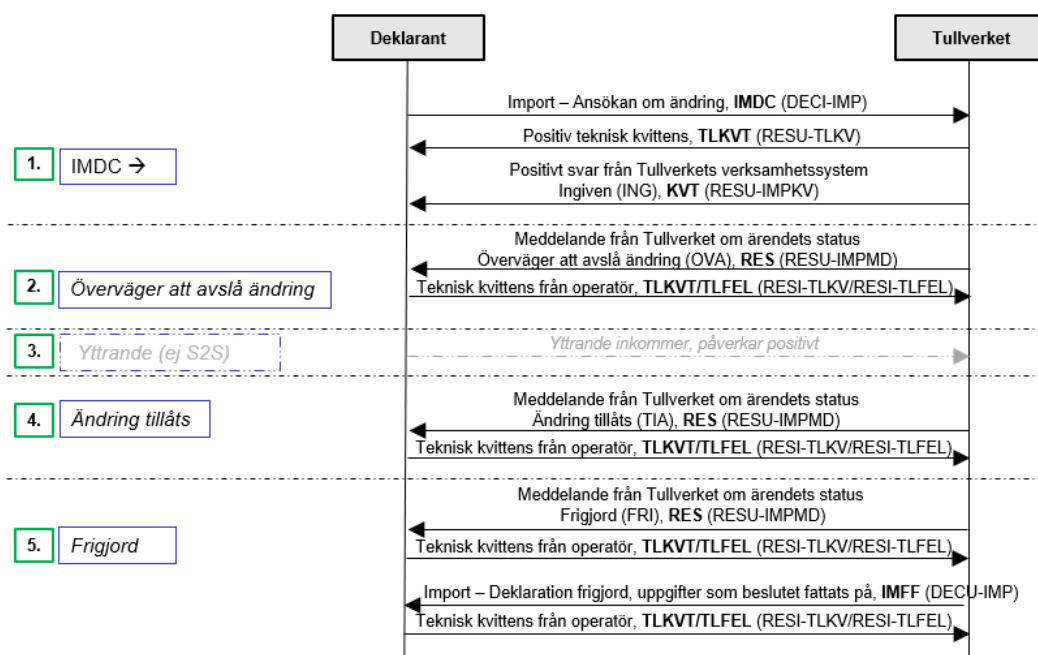 Deklarant
Tullverket
Import – Ansökan om ändring, IMDC (DECI-IMP)
Positiv teknisk kvittens, TLKVT (RESU-TLKV)
1.
IMDC →
Positivt svar från Tullverkets verksamhetssystem
Ingiven (ING), KVT (RESU-IMPKV)
Meddelande från Tullverket om ärendets status
Överväger att avslå ändring (OVA), RES (RESU-IMPMD)
2.
Överväger att avslå ändring
Teknisk kvittens från operatör, TLKVT/TLFEL (RESI-TLKV/RESI-TLFEL)
3.
Yttrande (ej S2S)
Yttrande inkommer, påverkar positivt
Meddelande från Tullverket om ärendets status
4.
Ändring tillåts
Ändring tillåts (TIA), RES (RESU-IMPMD)
Teknisk kvittens från operatör, TLKVT/TLFEL (RESI-TLKV/RESI-TLFEL)
Meddelande från Tullverket om ärendets status
Frigjord (FRI), RES (RESU-IMPMD)
5.
Frigjord
Teknisk kvittens från operatör, TLKVT/TLFEL (RESI-TLKV/RESI-TLFEL)
Import – Deklaration frigjord, uppgifter som beslutet fattats på, IMFF (DECU-IMP)
Teknisk kvittens från operatör, TLKVT/TLFEL (RESI-TLKV/RESI-TLFEL)